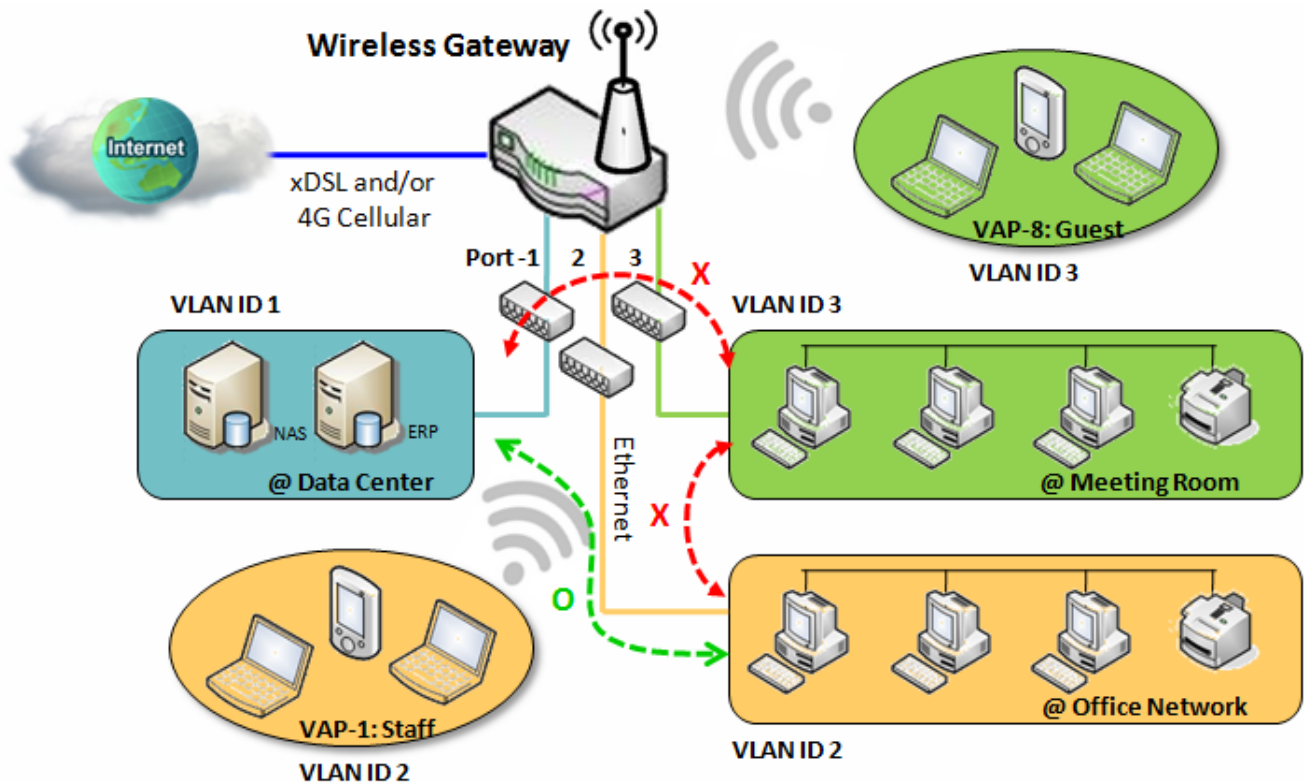 Wireless Gateway
Internet
xDSL and/or
4G Cellular
VAP-8: Guest
VLAN ID 3
Port -1
2
3
X
VLAN ID 1
VLAN ID 3
NAS
ERP
@ Data Center
Ethernet
@ Meeting Room
X
O
VAP-1: Staff
VLAN ID 2
@ Office Network
VLAN ID 2